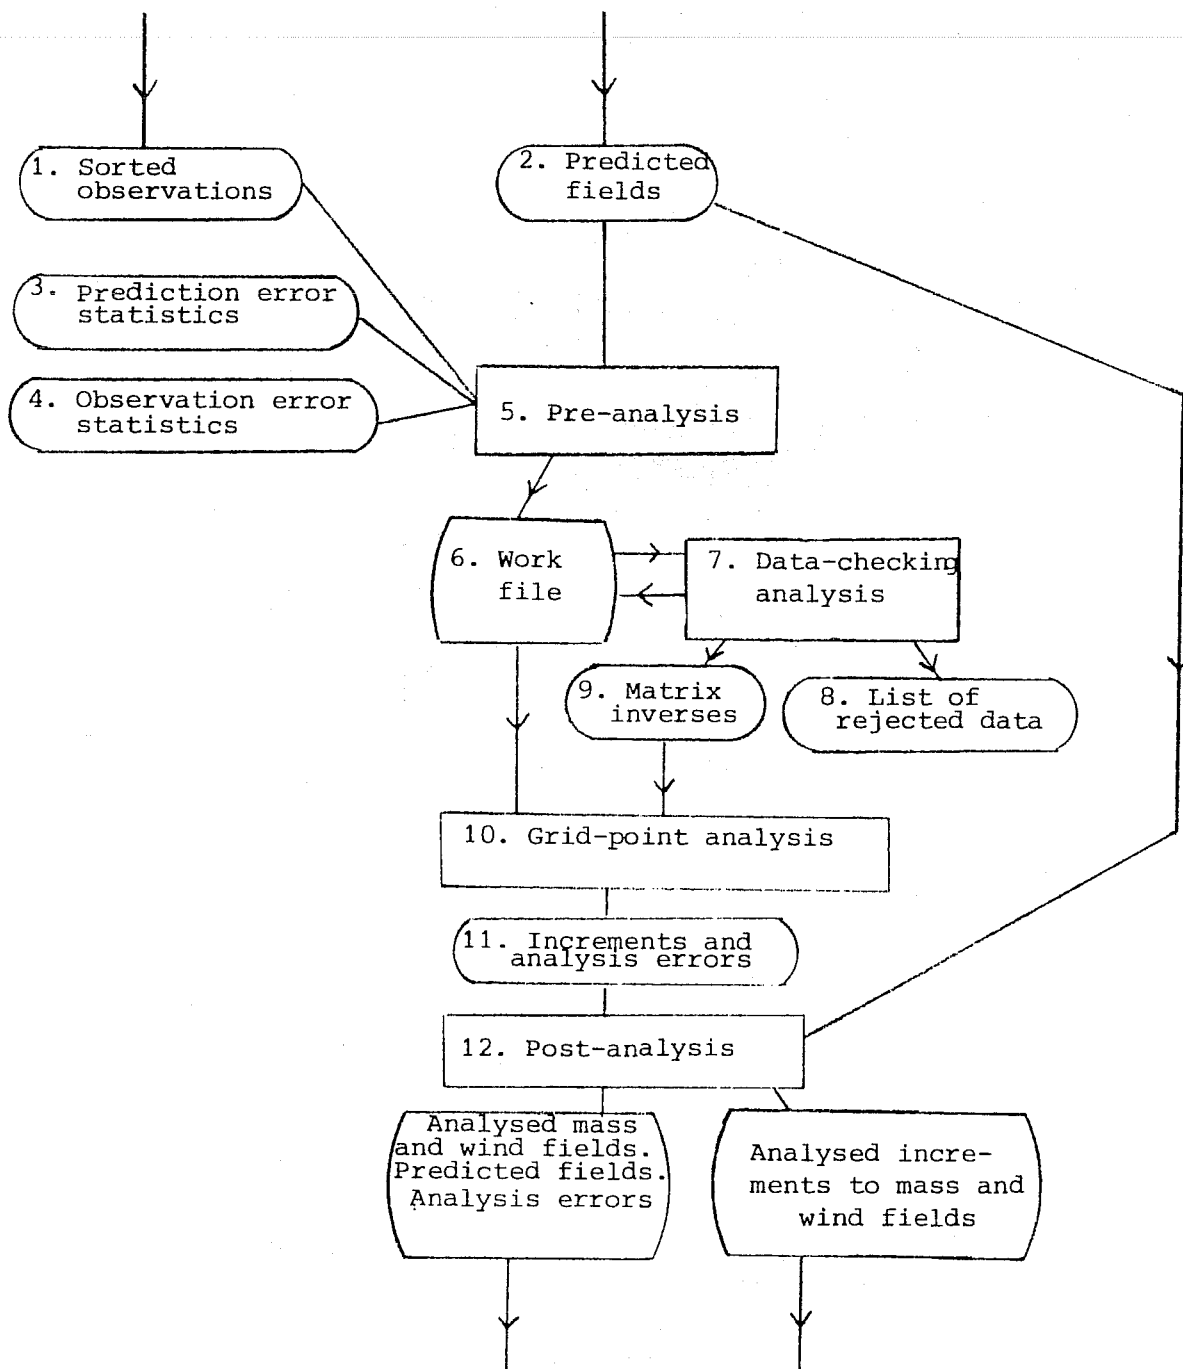 1. Sorted
observations
2. Predicted
fields
3. Prediction error
statistics
4. Observation error
statistics
5. Pre-analysis
6. Work
file
7. Data-checking
analysis
9. Matrix
inverses
8. List of
rejected data
10. Grid-point analysis
11. Increments and
analysis errors
12. Post-analysis
Analysed mass
and wind fields.
Predicted fields.
Analysis errors
Analysed incre-
ments to mass and
wind fields